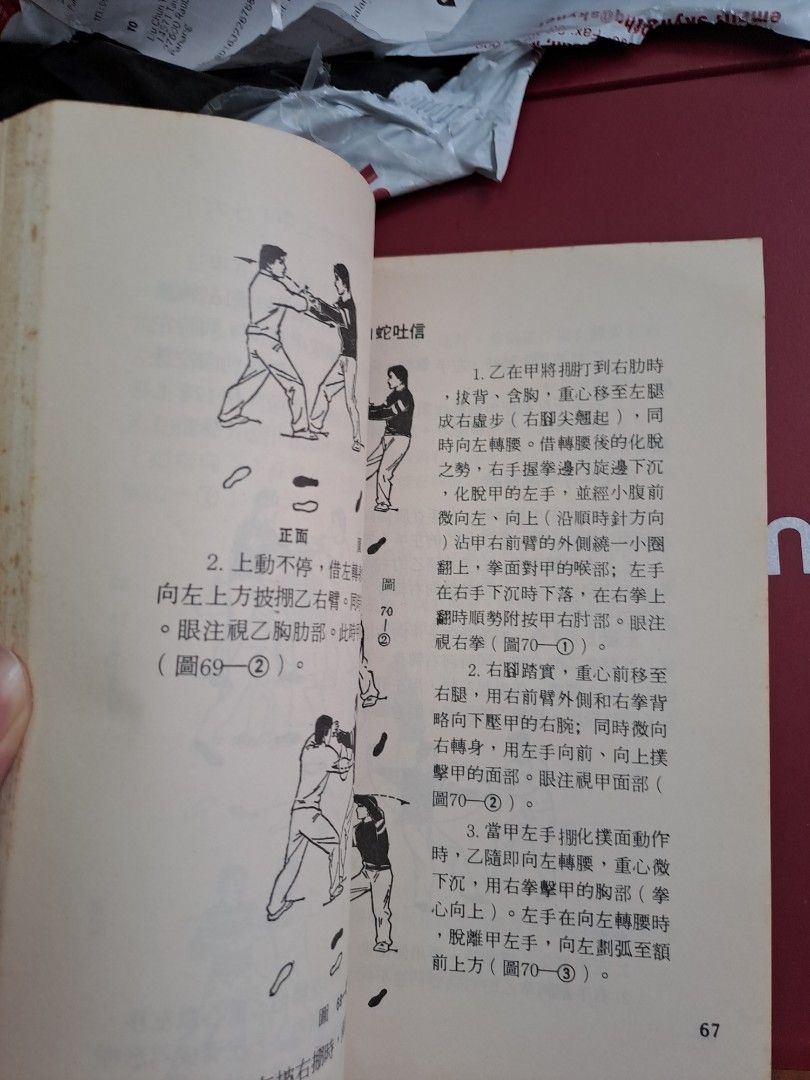 正面
2. 上動不停，借左轉
向左上方披掤乙右臂。同時
。眼注視乙胸肋部。此時甲
（圖69—②）。
蛇吐信
圖
70
—
②
1. 乙在甲將掤打到右肋時
，拔背、含胸，重心移至左腿
成右虛步（右腳尖翹起），同
時向左轉腰。借轉腰後的化脫
之勢，右手握拳邊內旋邊下沉
，化脫甲的左手，並經小腹前
微向左、向上（沿順時針方向
）沾甲右前臂的外側繞一小圈
翻上，拳面對甲的喉部；左手
在右手下沉時下落，在右拳上
翻時順勢附按甲右肘部。眼注
視右拳（圖70—①）。
2. 右腳踏實，重心前移至
右腿，用右前臂外側和右拳背
略向下壓甲的右腕；同時微向
右轉身，用左手向前、向上撲
擊甲的面部。眼注視甲面部（
圖70—②）。
3. 當甲左手掤化撲面動作
時，乙隨即向左轉腰，重心微
下沉，用右拳擊甲的胸部（拳
心向上）。左手在向左轉腰時
，脫離甲左手，向左劃弧至額
前上方（圖70—③）。
67